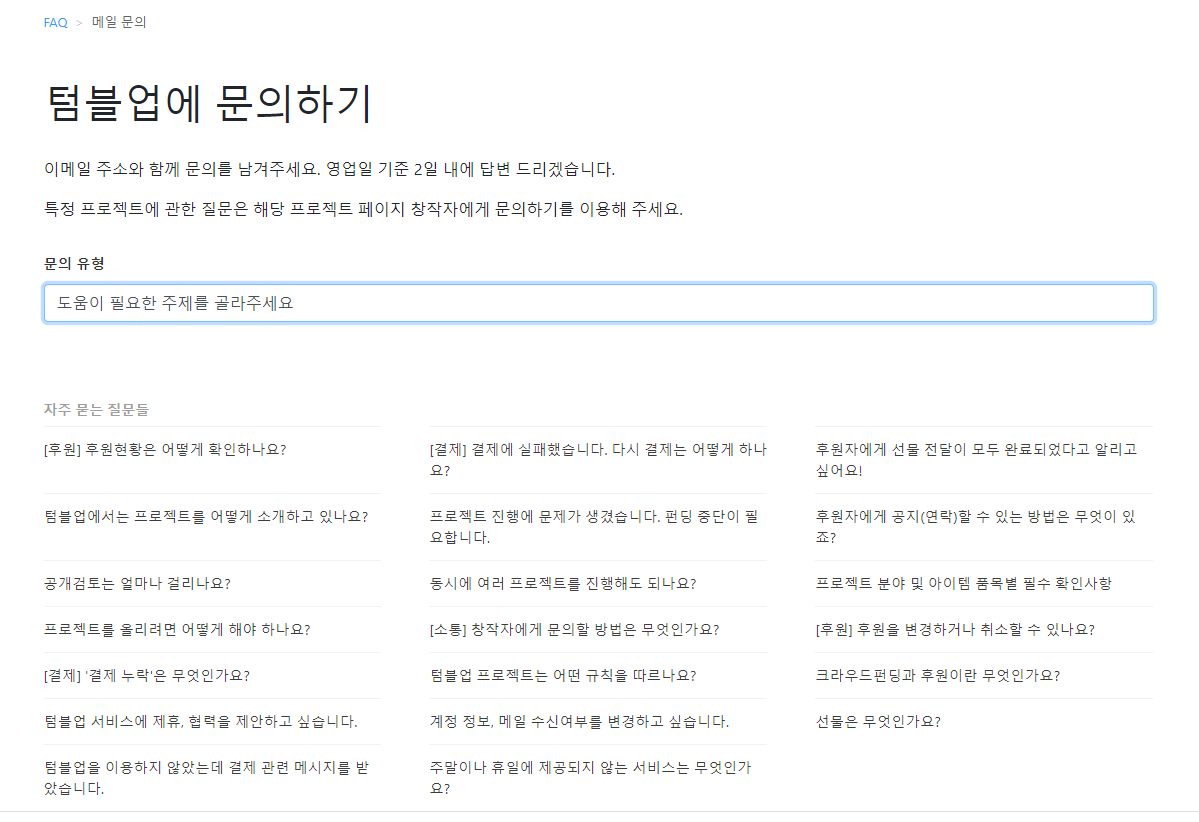 FAQ > 메일 문의
텀블업에 문의하기
이메일 주소와 함께 문의를 남겨주세요. 영업일 기준 2일 내에 답변 드리겠습니다.
특정 프로젝트에 관한 질문은 해당 프로젝트 페이지 창작자에게 문의하기를 이용해 주세요.
문의 유형
도움이 필요한 주제를 골라주세요
자주 묻는 질문들
[후원] 후원현황은 어떻게 확인하나요?
텀블업에서는 프로젝트를 어떻게 소개하고 있나요?
공개검토는 얼마나 걸리나요?
프로젝트를 올리려면 어떻게 해야 하나요?
[결제] '결제 누락'은 무엇인가요?
텀블업 서비스에 제휴, 협력을 제안하고 싶습니다.
텀블업을 이용하지 않았는데 결제 관련 메시지를 받
았습니다.
[결제] 결제에 실패했습니다. 다시 결제는 어떻게 하나
요?
프로젝트 진행에 문제가 생겼습니다. 펀딩 중단이 필
요합니다.
동시에 여러 프로젝트를 진행해도 되나요?
[소통] 창작자에게 문의할 방법은 무엇인가요?
텀블업 프로젝트는 어떤 규칙을 따르나요?
계정 정보, 메일 수신여부를 변경하고 싶습니다.
주말이나 휴일에 제공되지 않는 서비스는 무엇인가
요?
후원자에게 선물 전달이 모두 완료되었다고 알리고
싶어요!
후원자에게 공지(연락)할 수 있는 방법은 무엇이 있
죠?
프로젝트 분야 및 아이템 품목별 필수 확인사항
[후원] 후원을 변경하거나 취소할 수 있나요?
크라우드펀딩과 후원이란 무엇인가요?
선물은 무엇인가요?